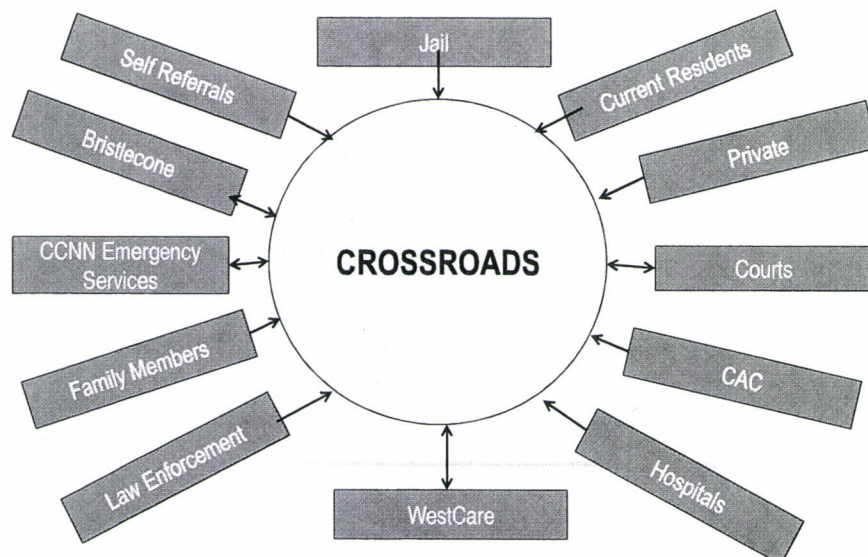 Jail
Self Referrals
Current Residents
Bristlecone
Private
CCNN Emergency
Services
CROSSROADS
Courts
Family Members
CAC
Law Enforcement
Hospitals
WestCare